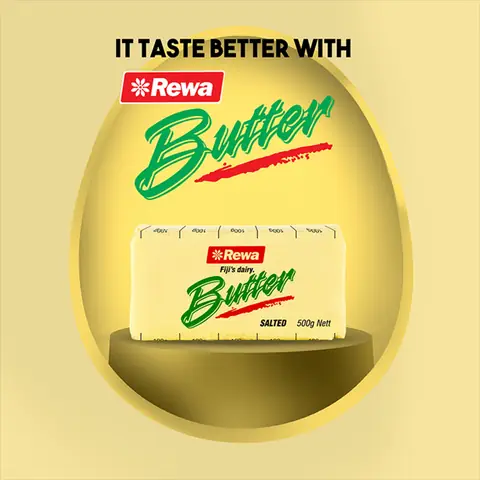 IT TASTE BETTER WITH
Rewa
Butter
Rewa
Fiji's dairy.
Butter
SALTED 500g Nett